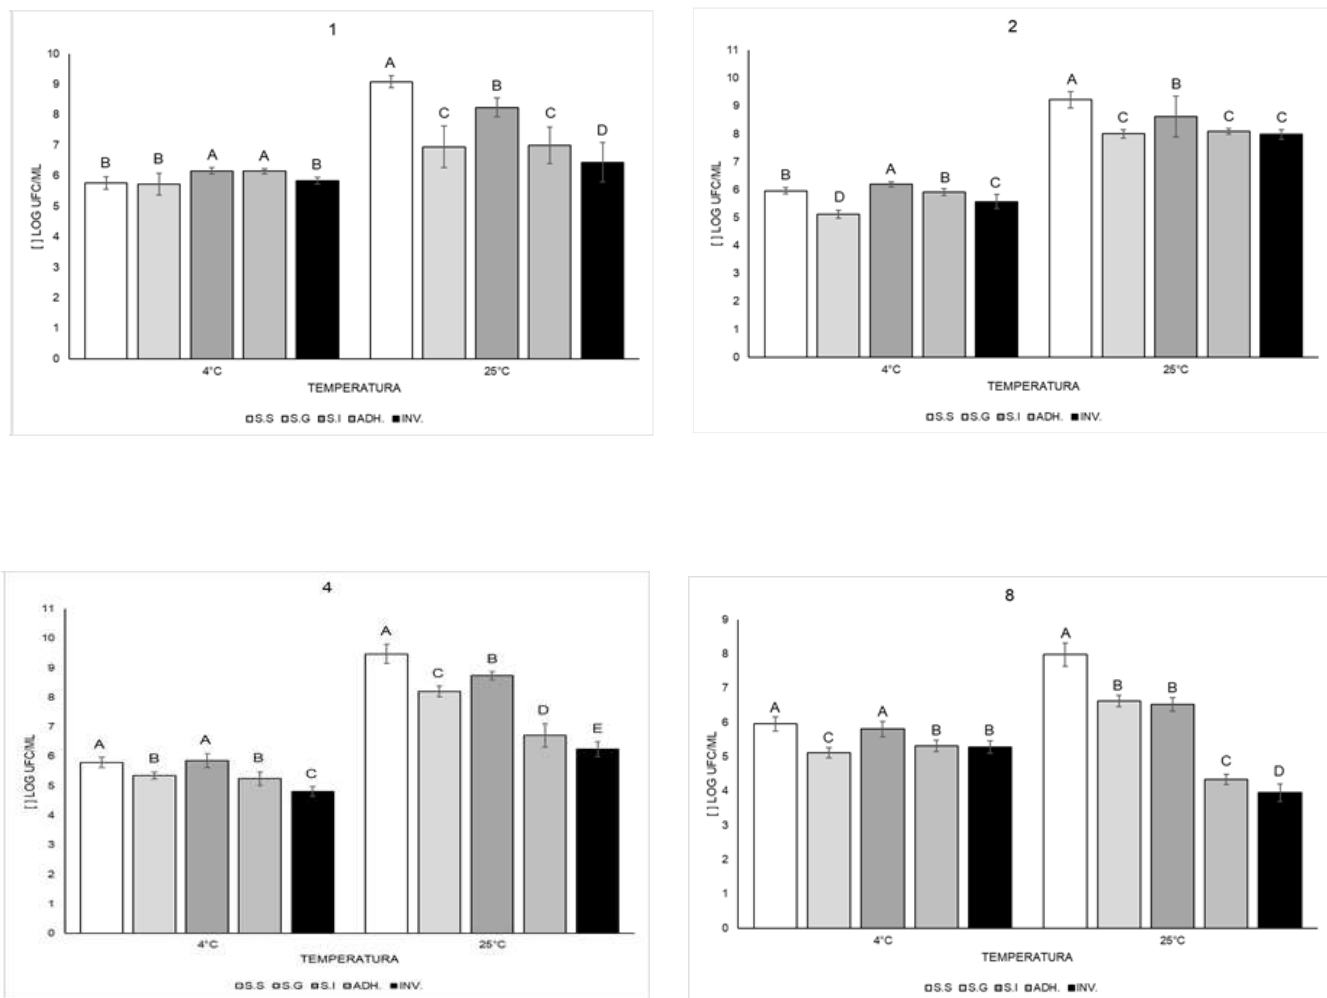 1
10
9
8
7
6
5
4
3
2
1
0
[ ] LOG UFC/ML
B B A A B
A C B C D
4°C 25°C
TEMPERATURA
S.S S.G S.I ADH. INV.
2
11
10
9
8
7
6
5
4
3
2
1
0
[ ] LOG UFC/ML
B D A B C
A C B C C
4°C 25°C
TEMPERATURA
S.S S.G S.I ADH. INV.
4
11
10
9
8
7
6
5
4
3
2
1
0
[ ] LOG UFC/ML
A B A B C
A C B D E
4°C 25°C
TEMPERATURA
S.S S.G S.I ADH. INV.
8
9
8
7
6
5
4
3
2
1
0
[ ] LOG UFC/ML
A C A B B
A B B C D
4°C 25°C
TEMPERATURA
S.S S.G S.I ADH. INV.